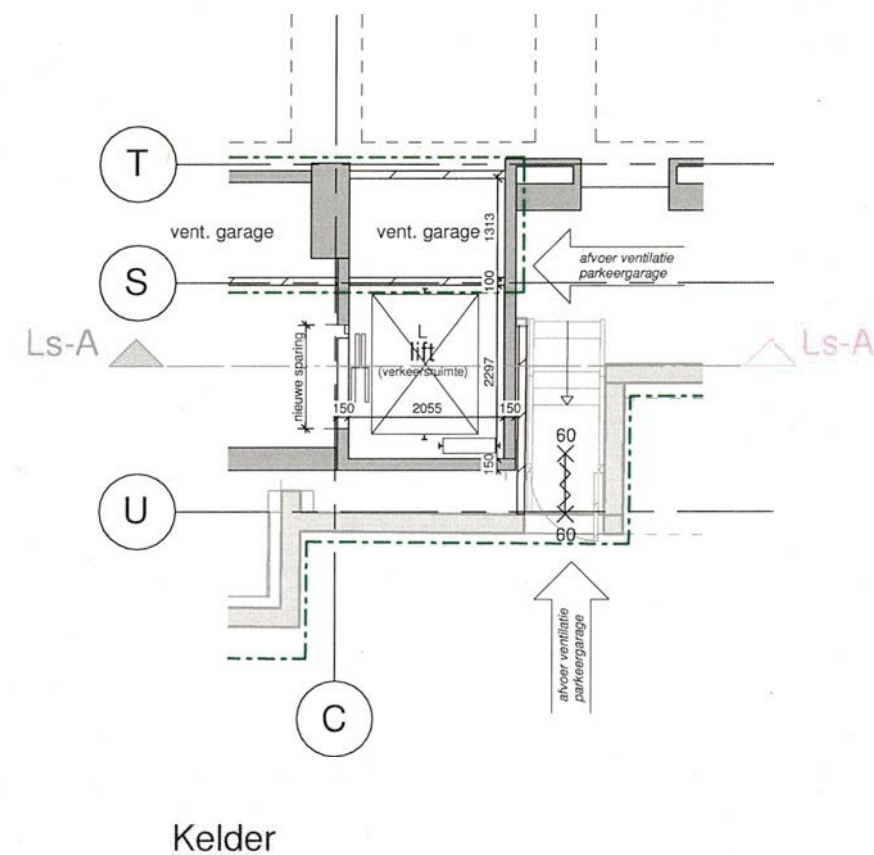 T
vent. garage
vent. garage
1313
afvoer ventilatie
parkeergarage
S
100
Ls-A
L
lift
(verkeersruimte)
Ls-A
nieuwe sparing
2297
150
2055
150
60
150
U
60
afvoer ventilatie
parkeergarage
C
Kelder